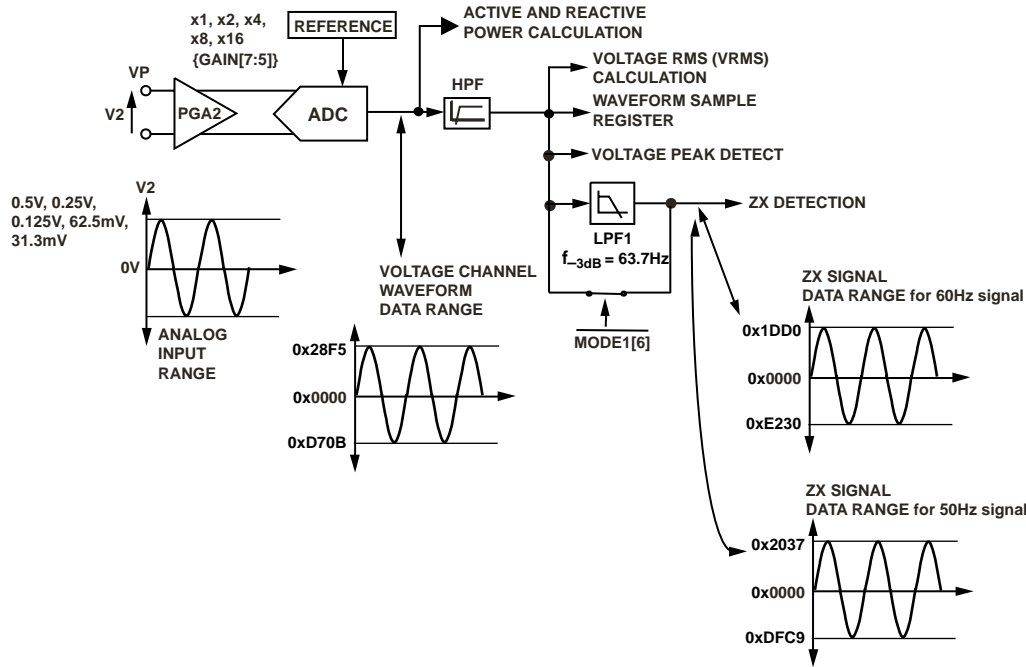 x1, x2, x4,
x8, x16
{GAIN[7:5]}
REFERENCE
ACTIVE AND REACTIVE
POWER CALCULATION
VP
V2
PGA2
ADC
HPF
VOLTAGE RMS (VRMS)
CALCULATION
WAVEFORM SAMPLE
REGISTER
VOLTAGE PEAK DETECT
ZX DETECTION
LPF1
f–3dB = 63.7Hz
MODE1[6]
V2
0.5V, 0.25V,
0.125V, 62.5mV,
31.3mV
0V
ANALOG
INPUT
RANGE
VOLTAGE CHANNEL
WAVEFORM
DATA RANGE
0x28F5
0x0000
0xD70B
ZX SIGNAL
DATA RANGE for 60Hz signal
0x1DD0
0x0000
0xE230
ZX SIGNAL
DATA RANGE for 50Hz signal
0x2037
0x0000
0xDFC9